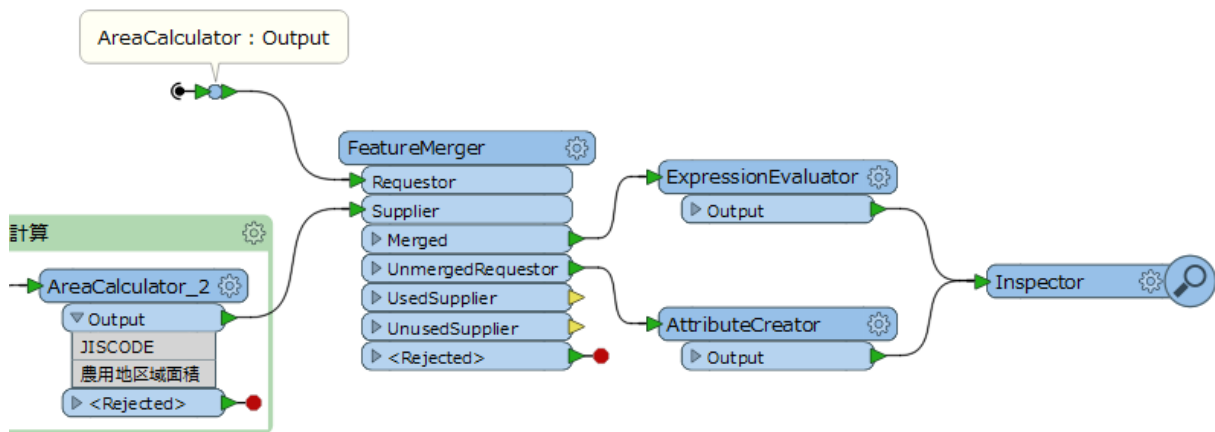 AreaCalculator : Output
FeatureMerger
Requestor
Supplier
Merged
UnmergedRequestor
UsedSupplier
UnusedSupplier
<Rejected>
計算
AreaCalculator_2
Output
JISCODE
農用地区域面積
<Rejected>
ExpressionEvaluator
Output
AttributeCreator
Output
Inspector